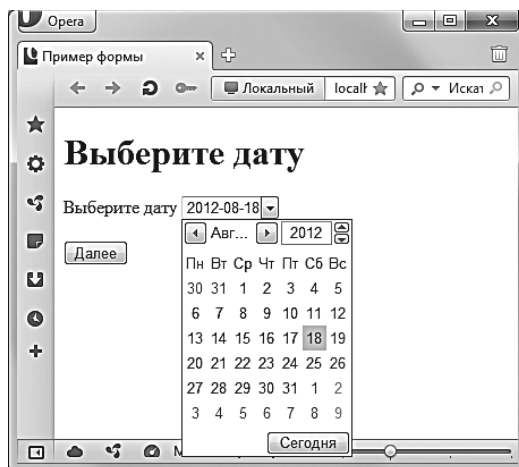 Opera
Пример формы
Локальный localh Искат
Выберите дату
Выберите дату 2012-08-18
Далее
Авг... 2012
Пн Вт Ср Чт Пт Сб Вс
30 31 1 2 3 4 5
6 7 8 9 10 11 12
13 14 15 16 17 18 19
20 21 22 23 24 25 26
27 28 29 30 31 1 2
3 4 5 6 7 8 9
Сегодня